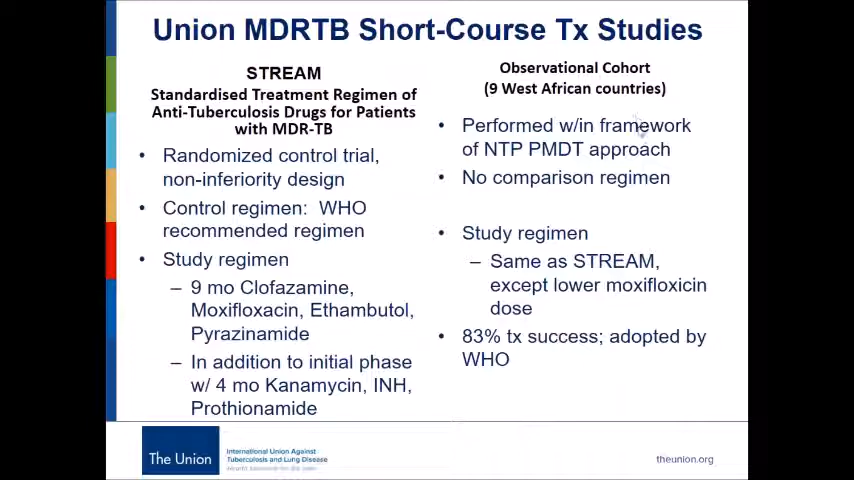 Union MDRTB Short-Course Tx Studies
STREAM
Standardised Treatment Regimen of
Anti-Tuberculosis Drugs for Patients
with MDR-TB
• Randomized control trial,
non-inferiority design
• Control regimen: WHO
recommended regimen
• Study regimen
– 9 mo Clofazamine,
Moxifloxacin, Ethambutol,
Pyrazinamide
– In addition to initial phase
w/ 4 mo Kanamycin, INH,
Prothionamide
Observational Cohort
(9 West African countries)
• Performed w/in framework
of NTP PMDT approach
• No comparison regimen
• Study regimen
– Same as STREAM,
except lower moxifloxicin
dose
• 83% tx success; adopted by
WHO
The Union
International Union Against
Tuberculosis and Lung Disease
theunion.org